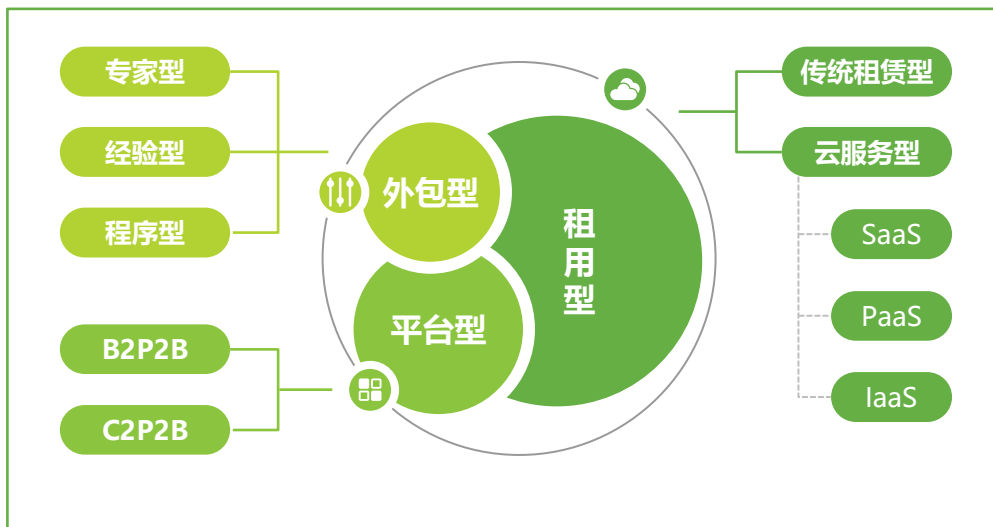 专家型
经验型
程序型
B2P2B
C2P2B
外包型
平台型
租用型
传统租赁型
云服务型
SaaS
PaaS
IaaS